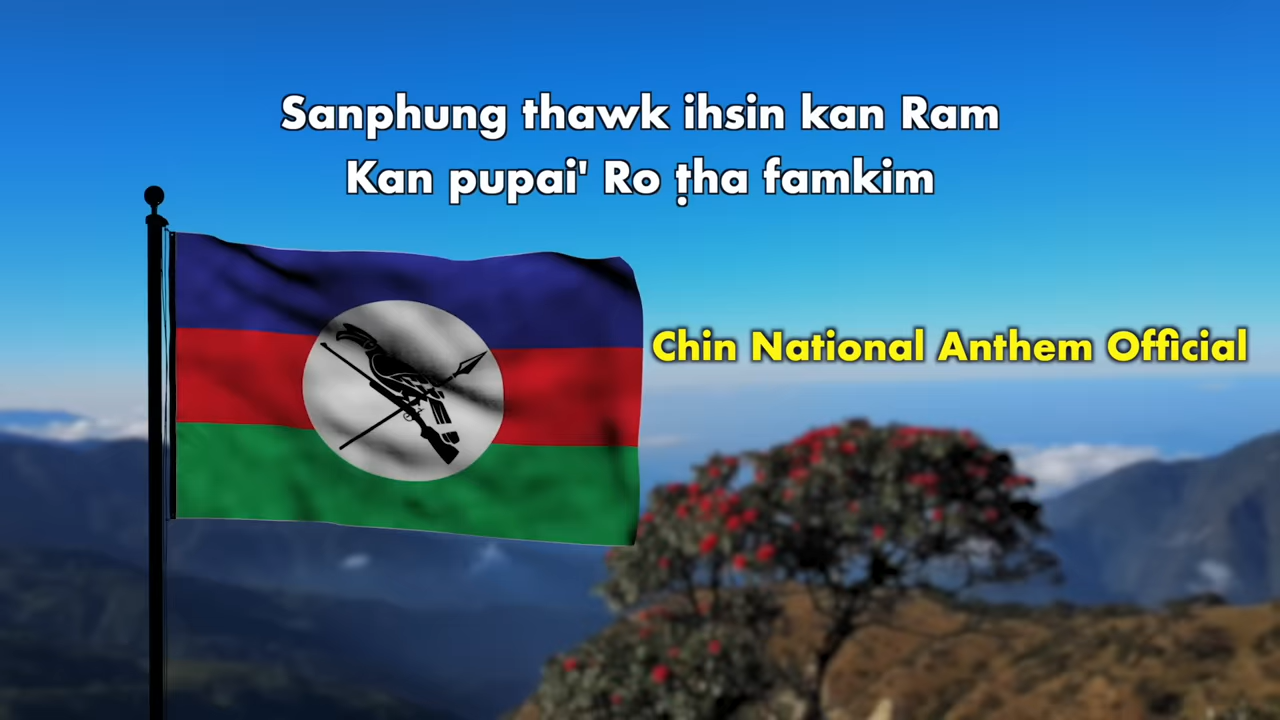 Sanphung thawk ihsin kan Ram
Kan pupai' Ro ṭha famkim
Chin National Anthem Official